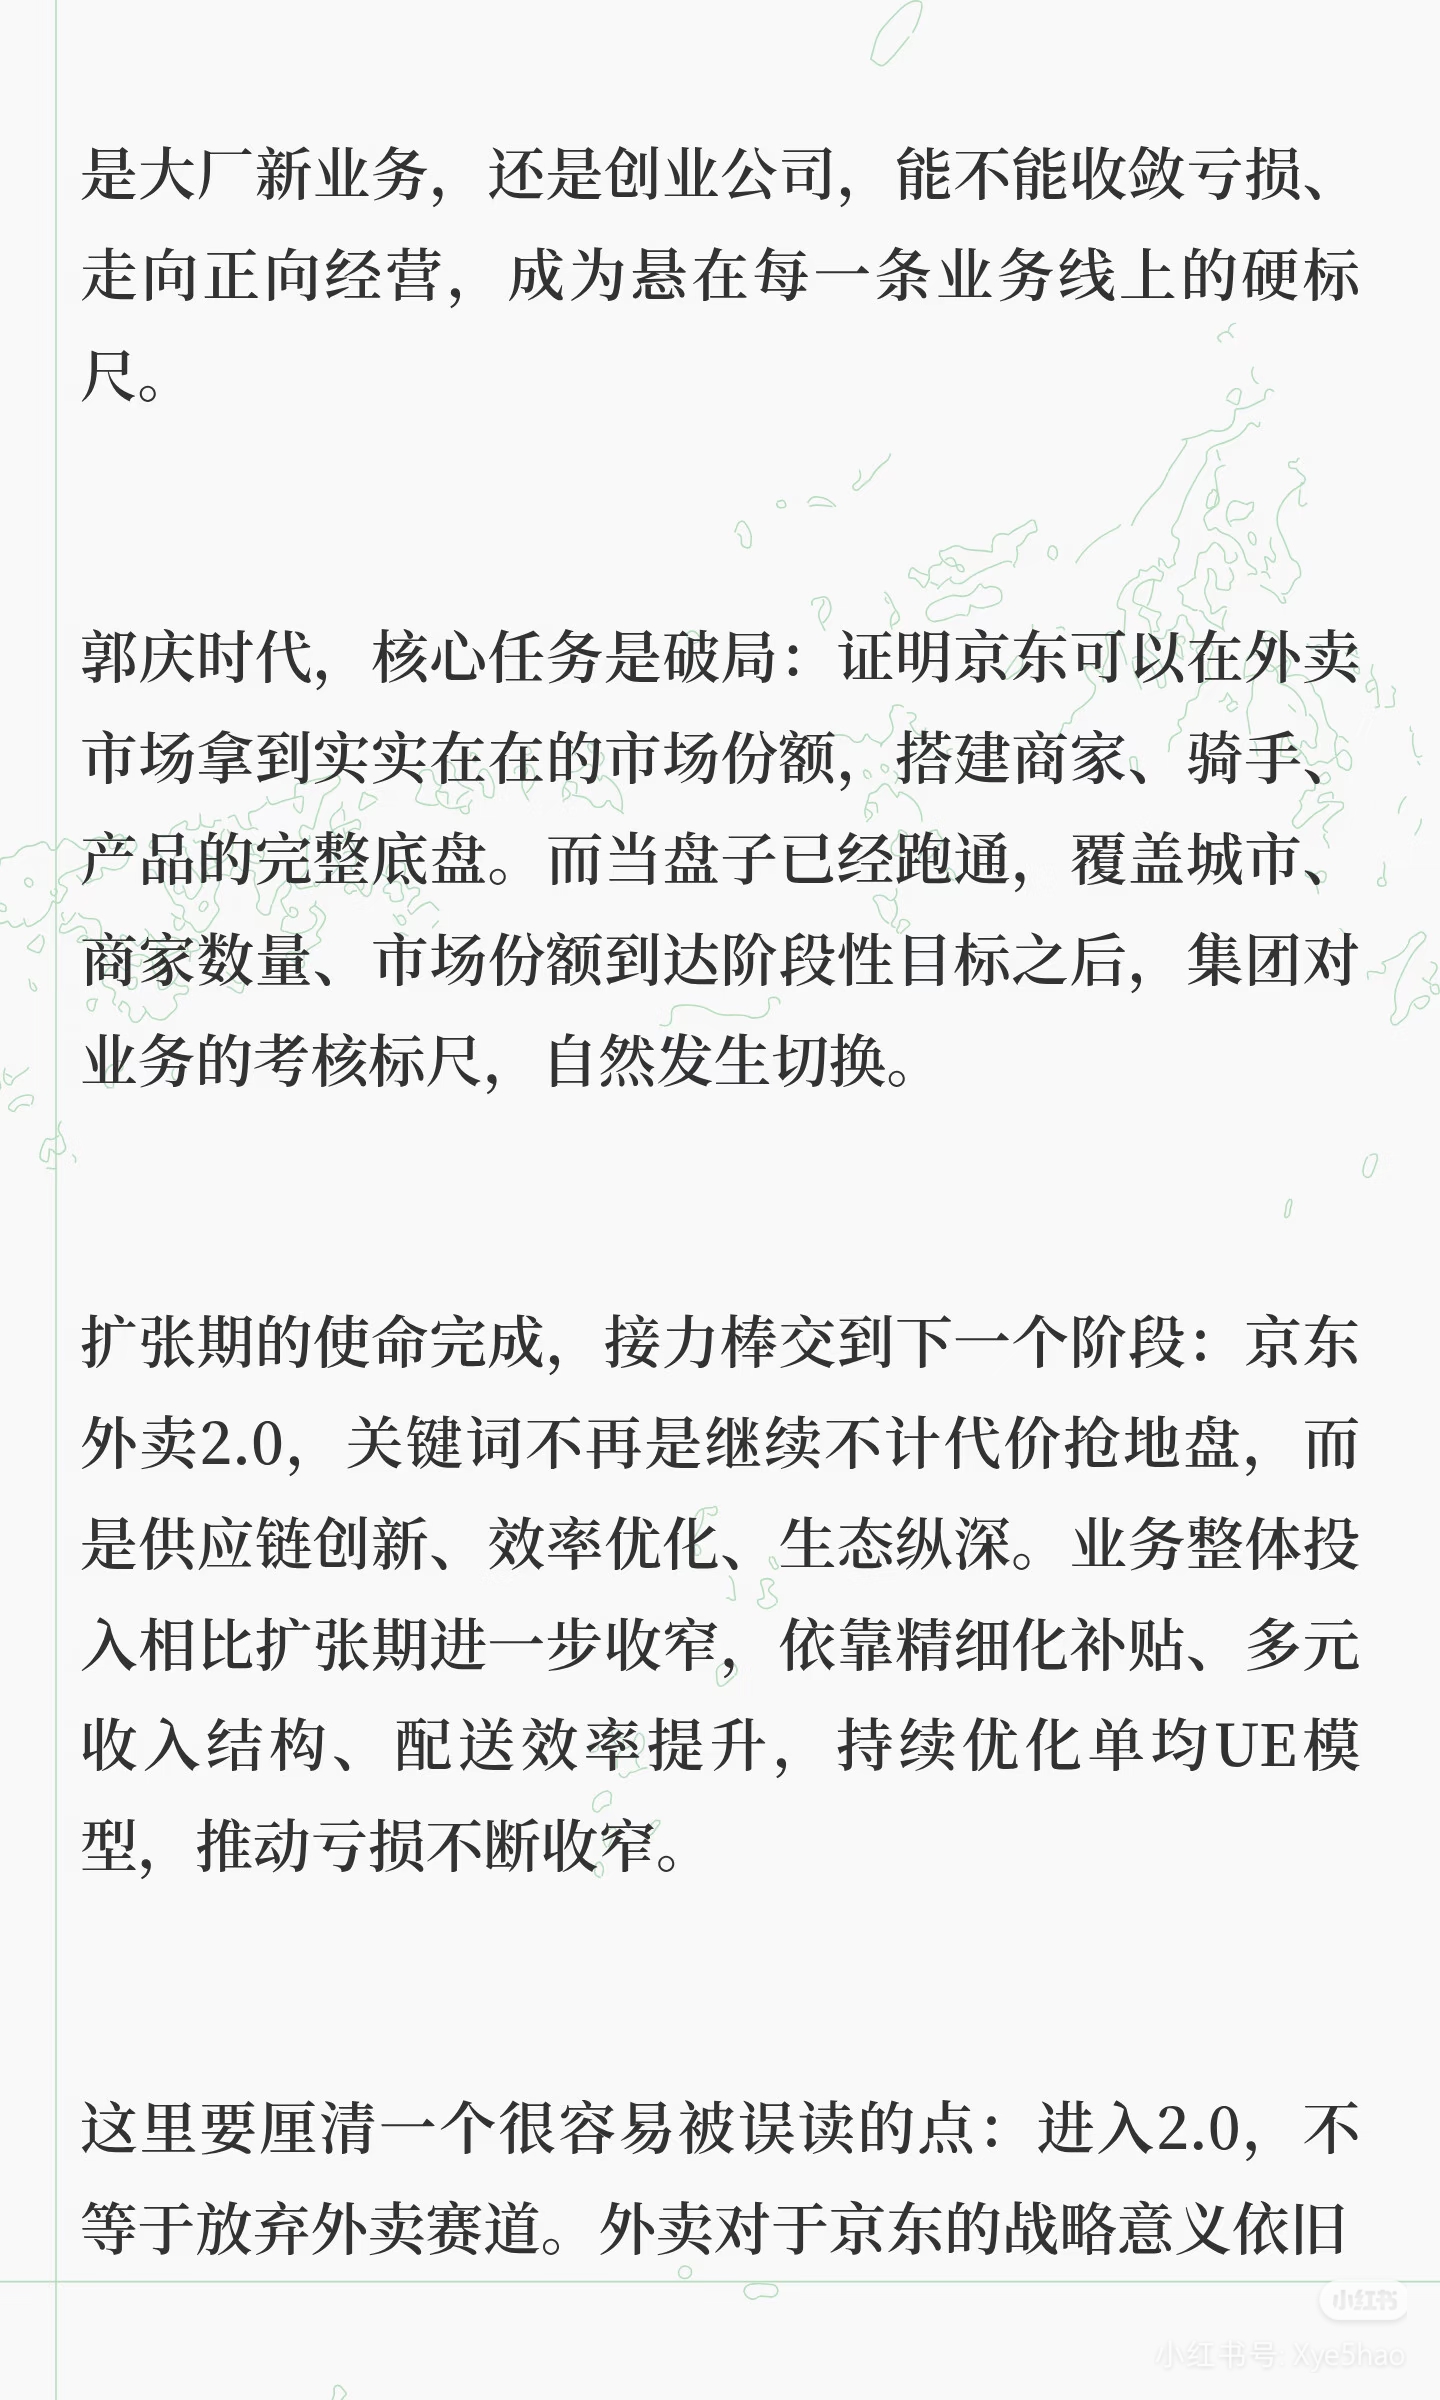 是大厂新业务，还是创业公司，能不能收敛亏损、
走向正向经营，成为悬在每一条业务线上的硬标
尺。
郭庆时代，核心任务是破局：证明京东可以在外卖
市场拿到实实在在的市场份额，搭建商家、骑手、
产品的完整底盘。而当盘子已经跑通，覆盖城市、
商家数量、市场份额到达阶段性目标之后，集团对
业务的考核标尺，自然发生切换。
扩张期的使命完成，接力棒交到下一个阶段：京东
外卖2.0，关键词不再是继续不计代价抢地盘，而
是供应链创新、效率优化、生态纵深。业务整体投
入相比扩张期进一步收窄，依靠精细化补贴、多元
收入结构、配送效率提升，持续优化单均UE模
型，推动亏损不断收窄。
这里要厘清一个很容易被误读的点：进入2.0，不
等于放弃外卖赛道。外卖对于京东的战略意义依旧
小红书
小红书号: Xye5hao